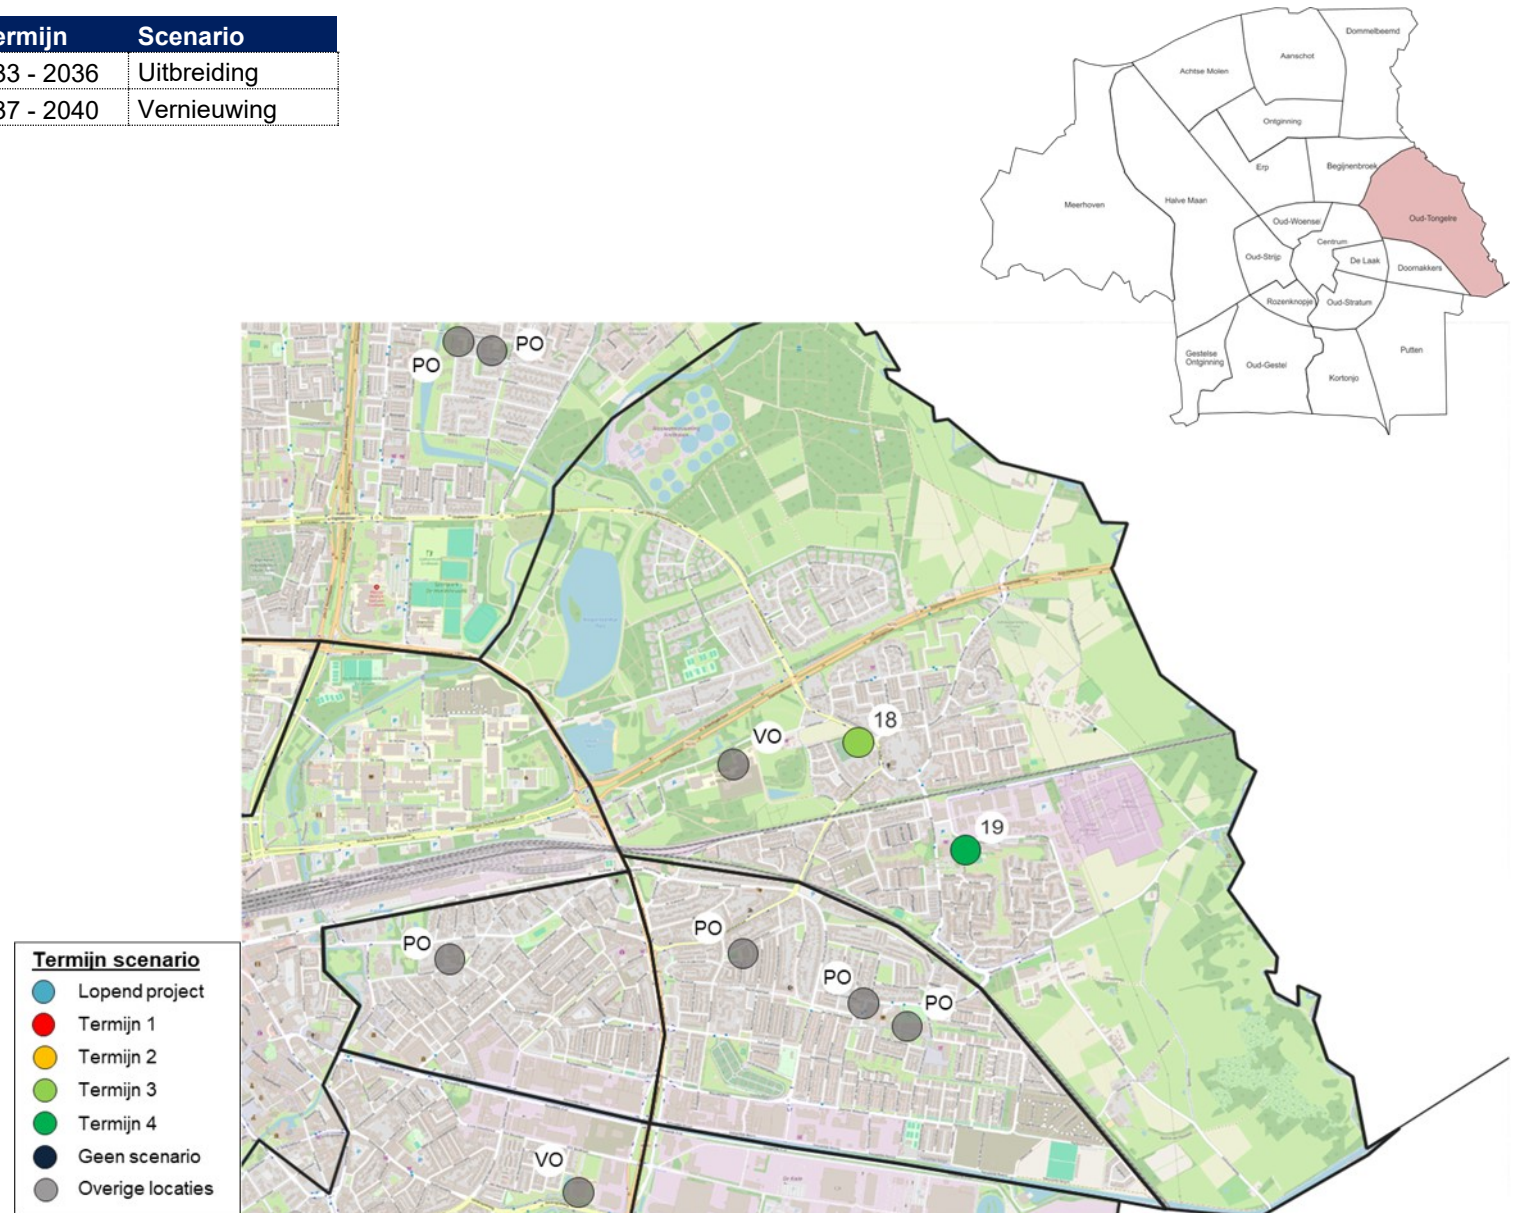 ermijn Scenario
33 - 2036 Uitbreiding
37 - 2040 Vernieuwing
Dommelbeemd
Aanschot
Achtse Molen
Ontginning
Erp
Begijnenbroek
Meerhoven
Halve Maan
Oud-Tongelre
Oud-Woensel
Centrum
Oud-Strijp
De Laak
Doornakkers
Rozenknopje
Oud-Stratum
Gestelse
Ontginning
Oud-Gestel
Kortonjo
Putten
PO
PO
18
VO
19
PO
PO
PO
PO
VO
Termijn scenario
Lopend project
Termijn 1
Termijn 2
Termijn 3
Termijn 4
Geen scenario
Overige locaties